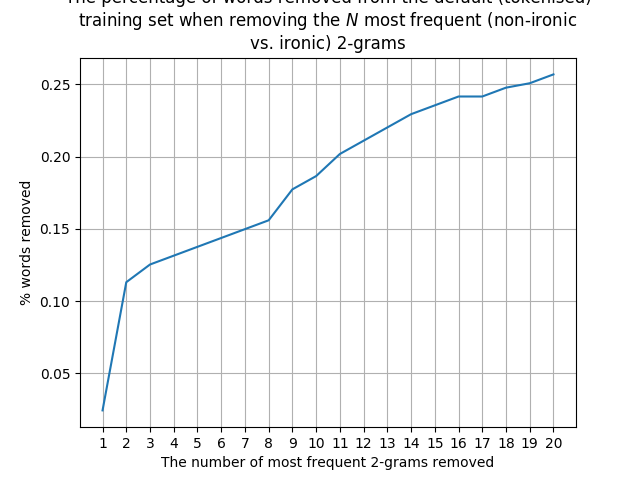 The percentage of words removed from the default (tokenised)
training set when removing the N most frequent (non-ironic
vs. ironic) 2-grams
0.25
0.20
0.15
0.10
0.05
% words removed
1 2 3 4 5 6 7 8 9 10 11 12 13 14 15 16 17 18 19 20
The number of most frequent 2-grams removed